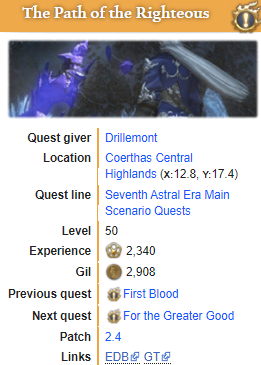 The Path of the Righteous
Quest giver Drillemont
Location Coerthas Central
Highlands (X:12.8, Y:17.4)
Quest line Seventh Astral Era Main
Scenario Quests
Level 50
Experience 2,340
Gil 2,908
Previous quest First Blood
Next quest For the Greater Good
Patch 2.4
Links EDB GT